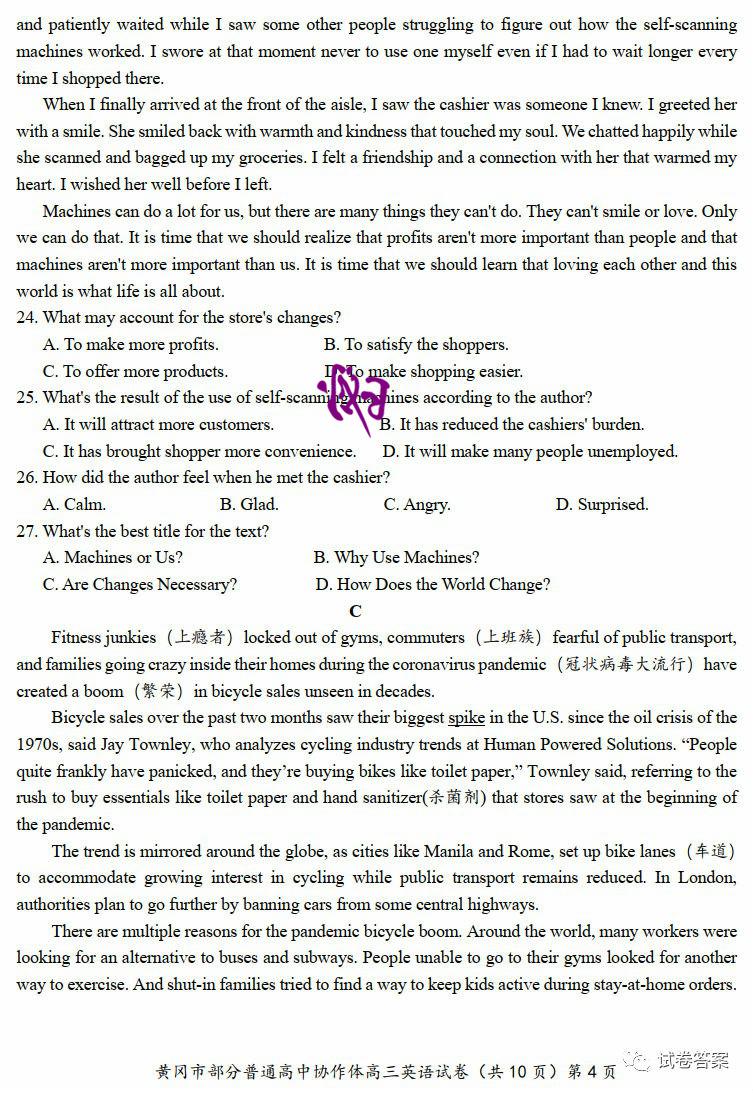 and patiently waited while I saw some other people struggling to figure out how the self-scanning
machines worked. I swore at that moment never to use one myself even if I had to wait longer every
time I shopped there.
When I finally arrived at the front of the aisle, I saw the cashier was someone I knew. I greeted her
with a smile. She smiled back with warmth and kindness that touched my soul. We chatted happily while
she scanned and bagged up my groceries. I felt a friendship and a connection with her that warmed my
heart. I wished her well before I left.
Machines can do a lot for us, but there are many things they can't do. They can't smile or love. Only
we can do that. It is time that we should realize that profits aren't more important than people and that
machines aren't more important than us. It is time that we should learn that loving each other and this
world is what life is all about.
24. What may account for the store's changes?
A. To make more profits. B. To satisfy the shoppers.
C. To offer more products. D. To make shopping easier.
25. What's the result of the use of self-scanning machines according to the author?
A. It will attract more customers. B. It has reduced the cashiers' burden.
C. It has brought shopper more convenience. D. It will make many people unemployed.
26. How did the author feel when he met the cashier?
A. Calm. B. Glad. C. Angry. D. Surprised.
27. What's the best title for the text?
A. Machines or Us? B. Why Use Machines?
C. Are Changes Necessary? D. How Does the World Change?
C
Fitness junkies（上瘾者）locked out of gyms, commuters（上班族）fearful of public transport,
and families going crazy inside their homes during the coronavirus pandemic（冠状病毒大流行）have
created a boom（繁荣）in bicycle sales unseen in decades.
Bicycle sales over the past two months saw their biggest spike in the U.S. since the oil crisis of the
1970s, said Jay Townley, who analyzes cycling industry trends at Human Powered Solutions. “People
quite frankly have panicked, and they’re buying bikes like toilet paper,” Townley said, referring to the
rush to buy essentials like toilet paper and hand sanitizer(杀菌剂) that stores saw at the beginning of
the pandemic.
The trend is mirrored around the globe, as cities like Manila and Rome, set up bike lanes（车道）
to accommodate growing interest in cycling while public transport remains reduced. In London,
authorities plan to go further by banning cars from some central highways.
There are multiple reasons for the pandemic bicycle boom. Around the world, many workers were
looking for an alternative to buses and subways. People unable to go to their gyms looked for another
way to exercise. And shut-in families tried to find a way to keep kids active during stay-at-home orders.
试卷答案
黄冈市部分普通高中协作体高三英语试卷（共 10 页）第 4 页